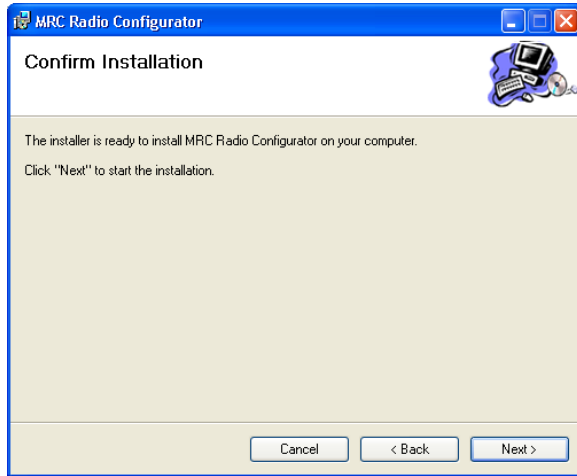 MRC Radio Configurator
Confirm Installation
The installer is ready to install MRC Radio Configurator on your computer.
Click "Next" to start the installation.
Cancel
< Back
Next >